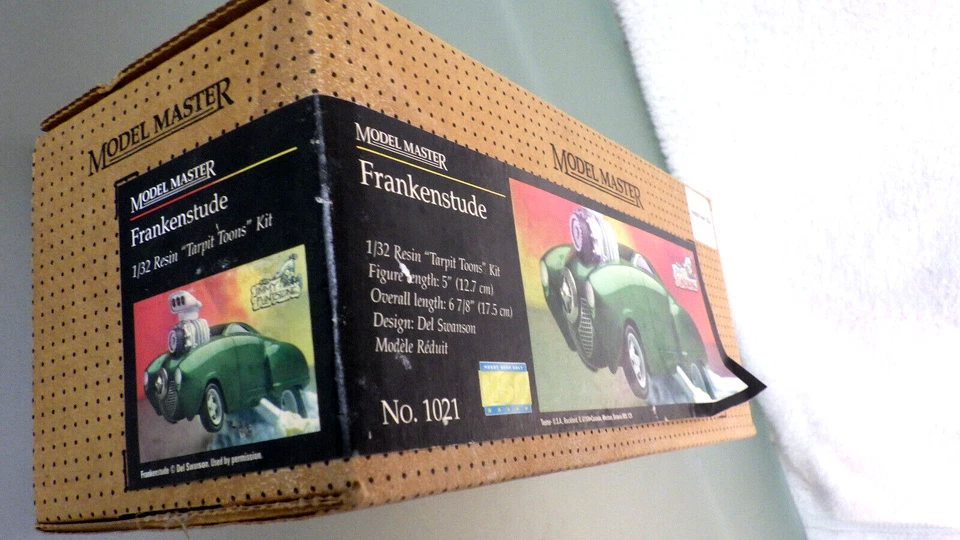 MODEL MASTER
MODEL MASTER
Frankenstude
1/32 Resin "Tarpit Toons" Kit
Frankenstude © Del Swanson. Used by permission.
MODEL MASTER
MODEL MASTER
Frankenstude
1/32 Resin "Tarpit Toons" Kit
Figure length: 5" (12.7 cm)
Overall length: 6 7/8" (17.5 cm)
Design: Del Swanson
Modèle Réduit
No. 1021